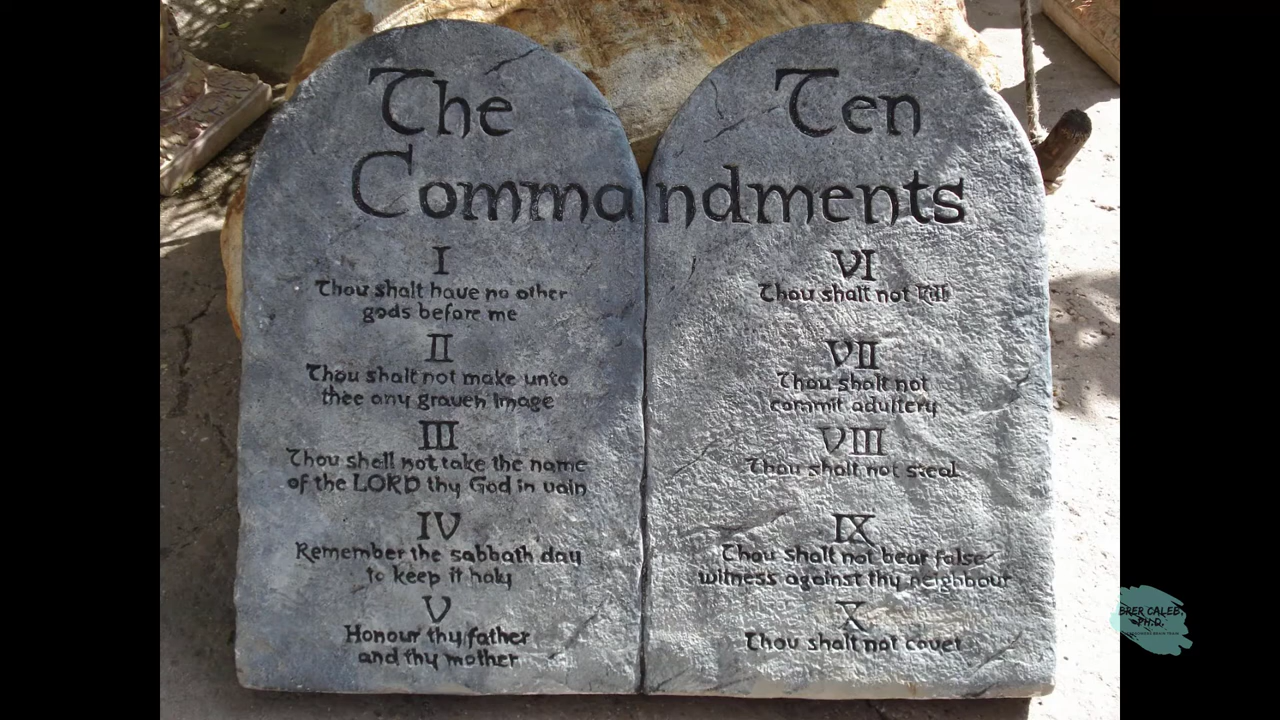 The Ten
Commandments
I
Thou shalt have no other
gods before me
II
Thou shalt not make unto
thee any graven image
III
Thou shall not take the name
of the LORD thy God in vain
IV
Remember the sabbath day
to keep it holy
V
Honour thy father
and thy mother
VI
Thou shalt not kill
VII
Thou shalt not
commit adultery
VIII
Thou shalt not steal
IX
Thou shalt not bear false
witness against thy neighbour
X
Thou shalt not covet
BRER CALEB,
PH.D.